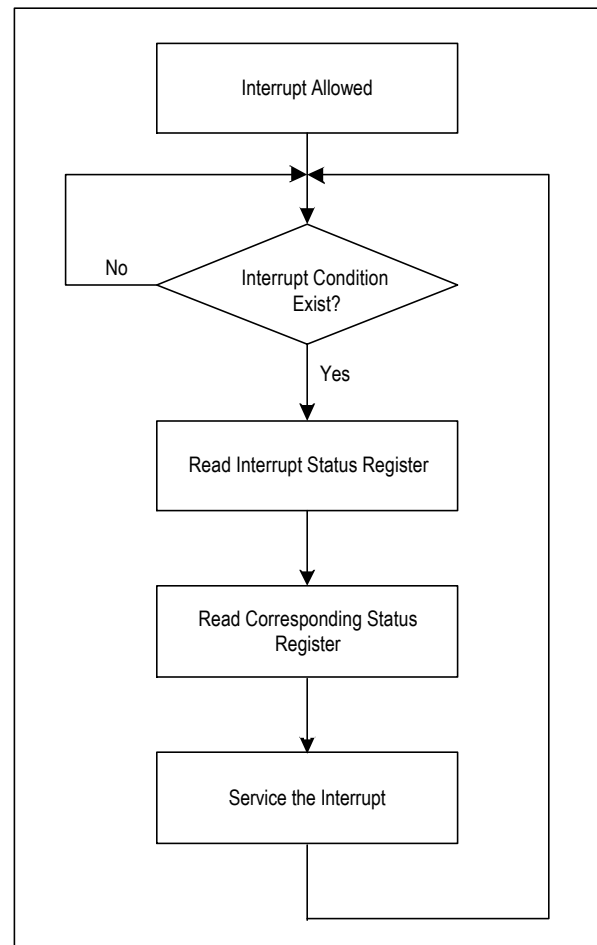 Interrupt Allowed
No
Interrupt Condition
Exist?
Yes
Read Interrupt Status Register
Read Corresponding Status
Register
Service the Interrupt